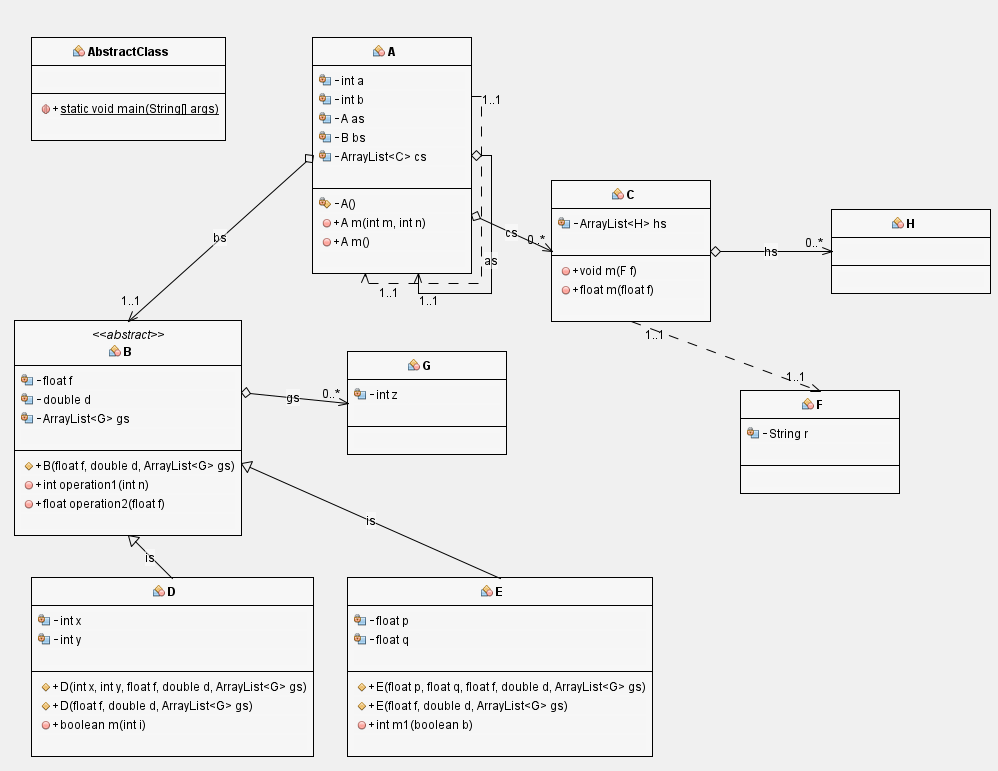 AbstractClass
+static void main(String[] args)
A
-int a
-int b
-A as
-B bs
-ArrayList<C> cs
-A()
+A m(int m, int n)
+A m()
1..1
as
1..1
1..1
cs
0..*
C
-ArrayList<H> hs
+void m(F f)
+float m(float f)
hs
0..*
H
bs
1..1
1..1
1..1
<<abstract>>
B
-float f
-double d
-ArrayList<G> gs
+B(float f, double d, ArrayList<G> gs)
+int operation1(int n)
+float operation2(float f)
gs
0..*
G
-int z
F
-String r
is
is
D
-int x
-int y
+D(int x, int y, float f, double d, ArrayList<G> gs)
+D(float f, double d, ArrayList<G> gs)
+boolean m(int i)
E
-float p
-float q
+E(float p, float q, float f, double d, ArrayList<G> gs)
+E(float f, double d, ArrayList<G> gs)
+int m1(boolean b)